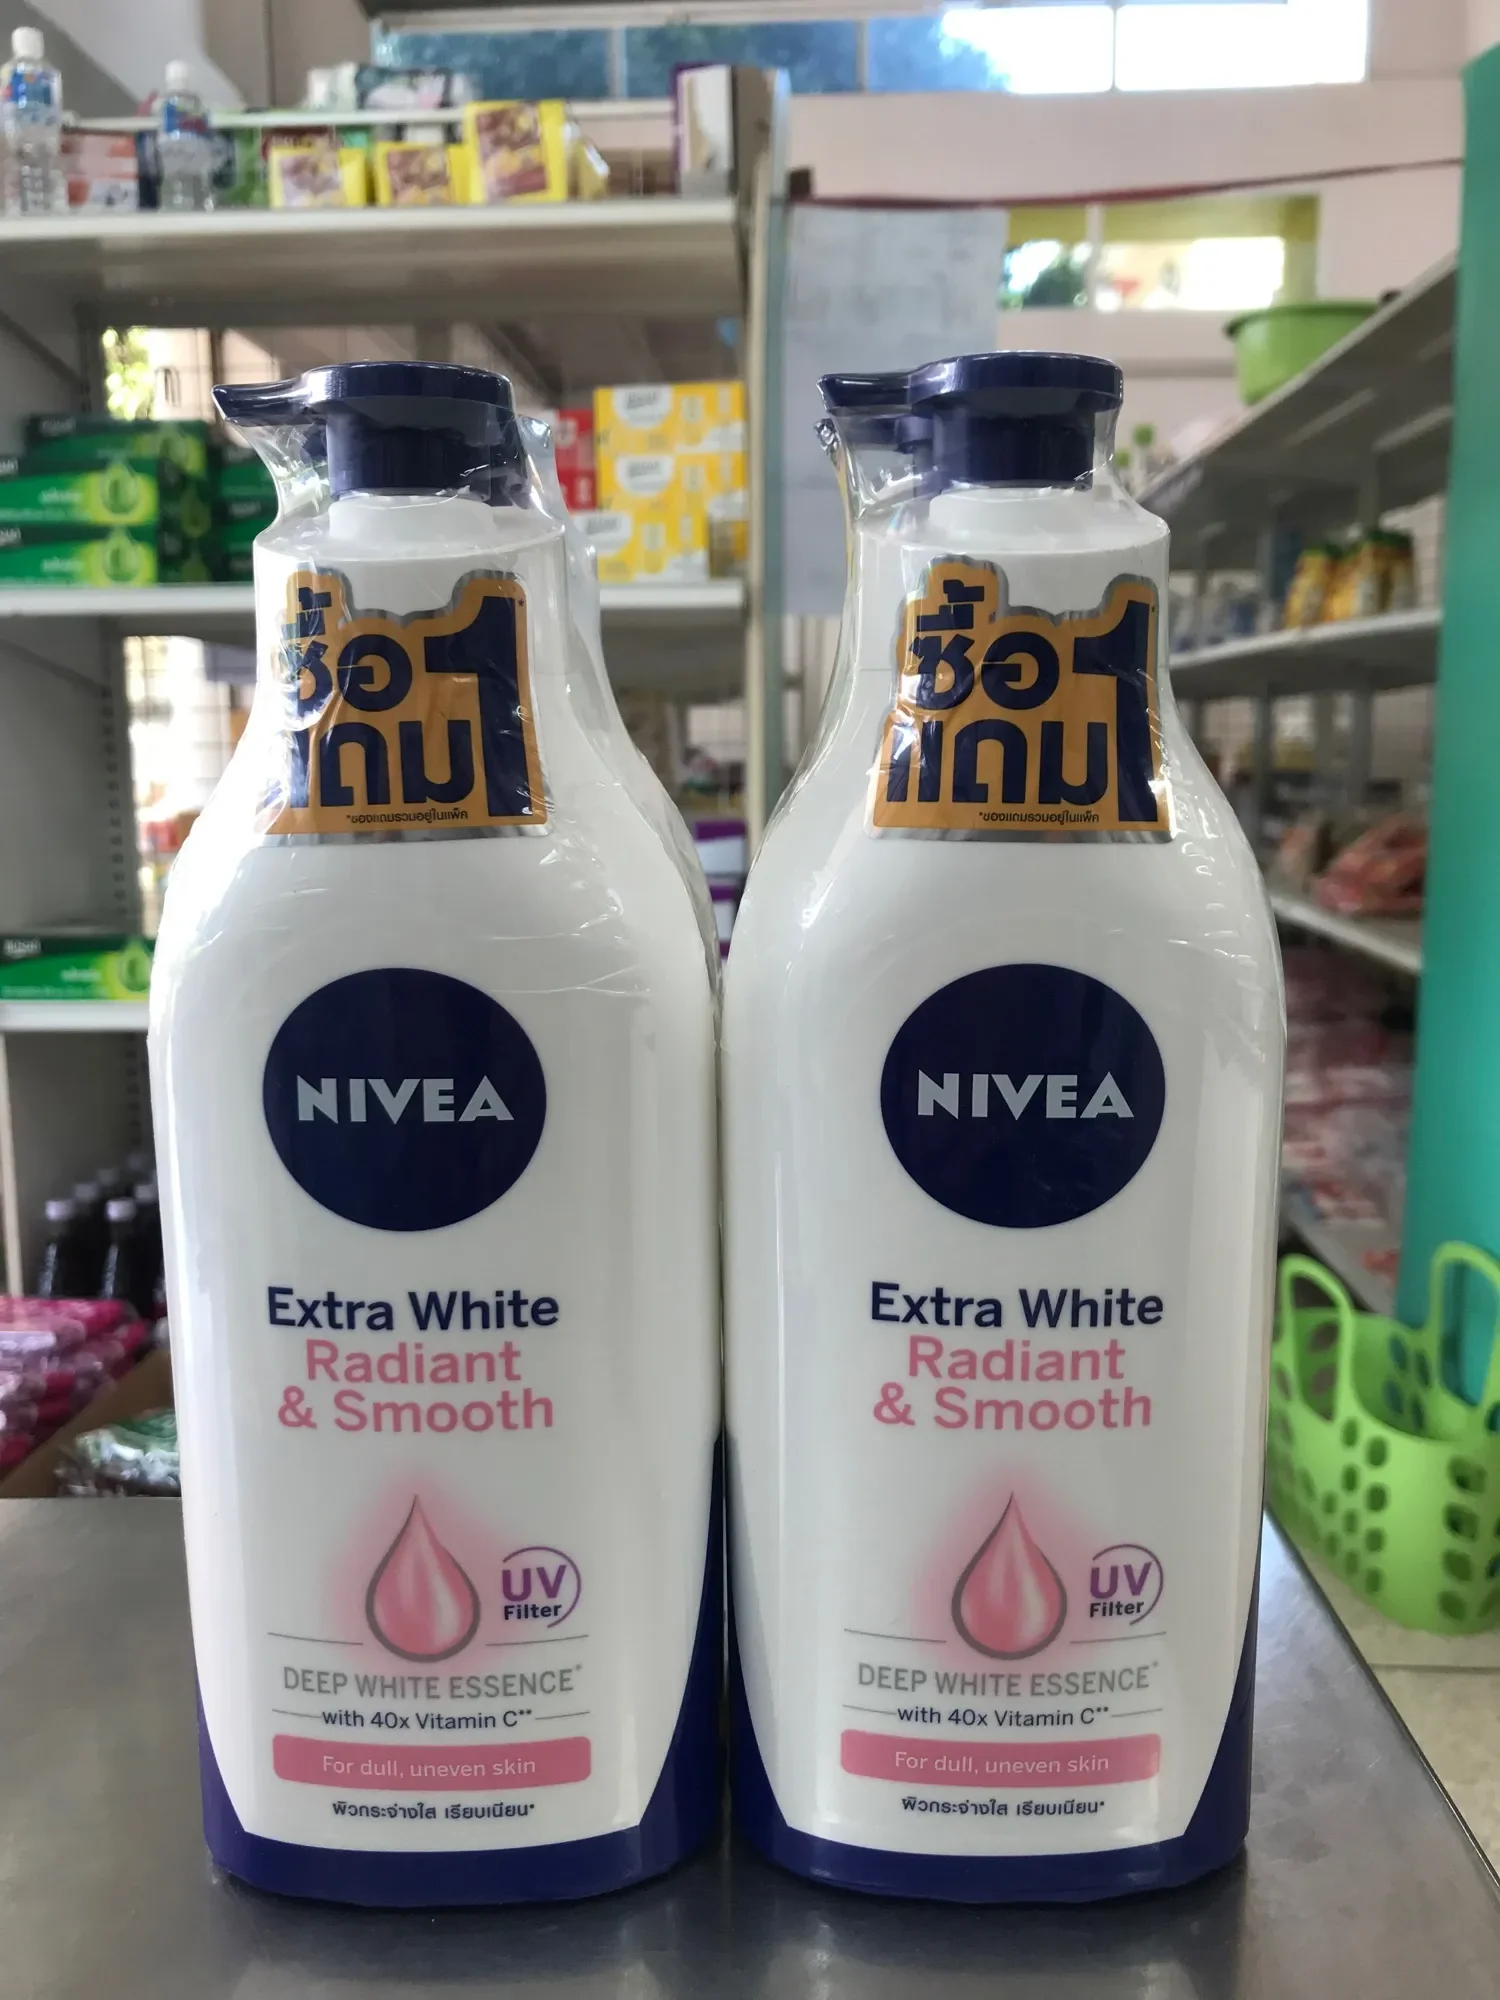 ซื้อ 1*
แถม
*ของแถมรวมอยู่ในแพ็ค
NIVEA
Extra White
Radiant
& Smooth
UV
Filter
DEEP WHITE ESSENCE*
with 40x Vitamin C**
For dull, uneven skin
ผิวกระจ่างใส เรียบเนียน*
ซื้อ 1*
แถม
*ของแถมรวมอยู่ในแพ็ค
NIVEA
Extra White
Radiant
& Smooth
UV
Filter
DEEP WHITE ESSENCE*
with 40x Vitamin C**
For dull, uneven skin
ผิวกระจ่างใส เรียบเนียน*